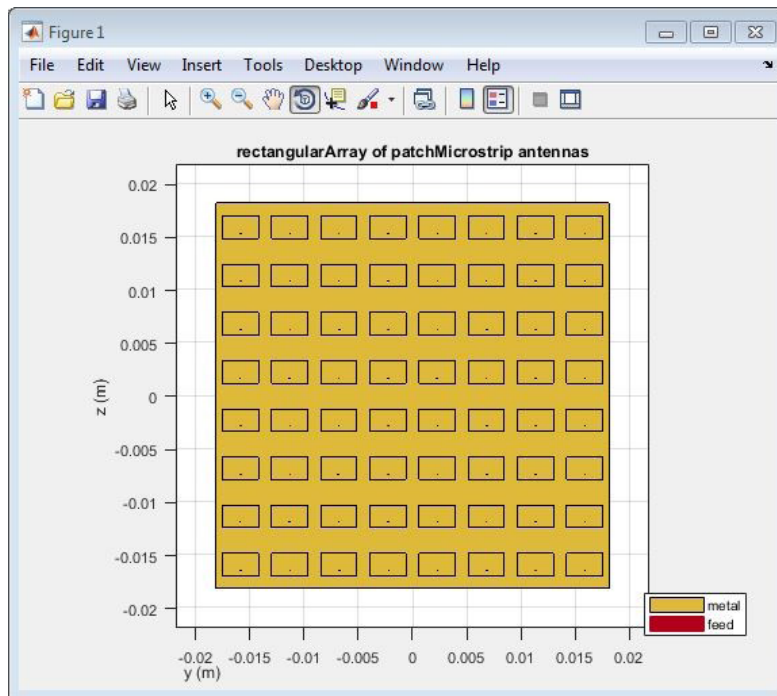 Figure 1
File Edit View Insert Tools Desktop Window Help
rectangularArray of patchMicrostrip antennas
0.02
0.015
0.01
0.005
0
-0.005
-0.01
-0.015
-0.02
z (m)
-0.02 -0.015 -0.01 -0.005 0 0.005 0.01 0.015 0.02
y (m)
metal
feed